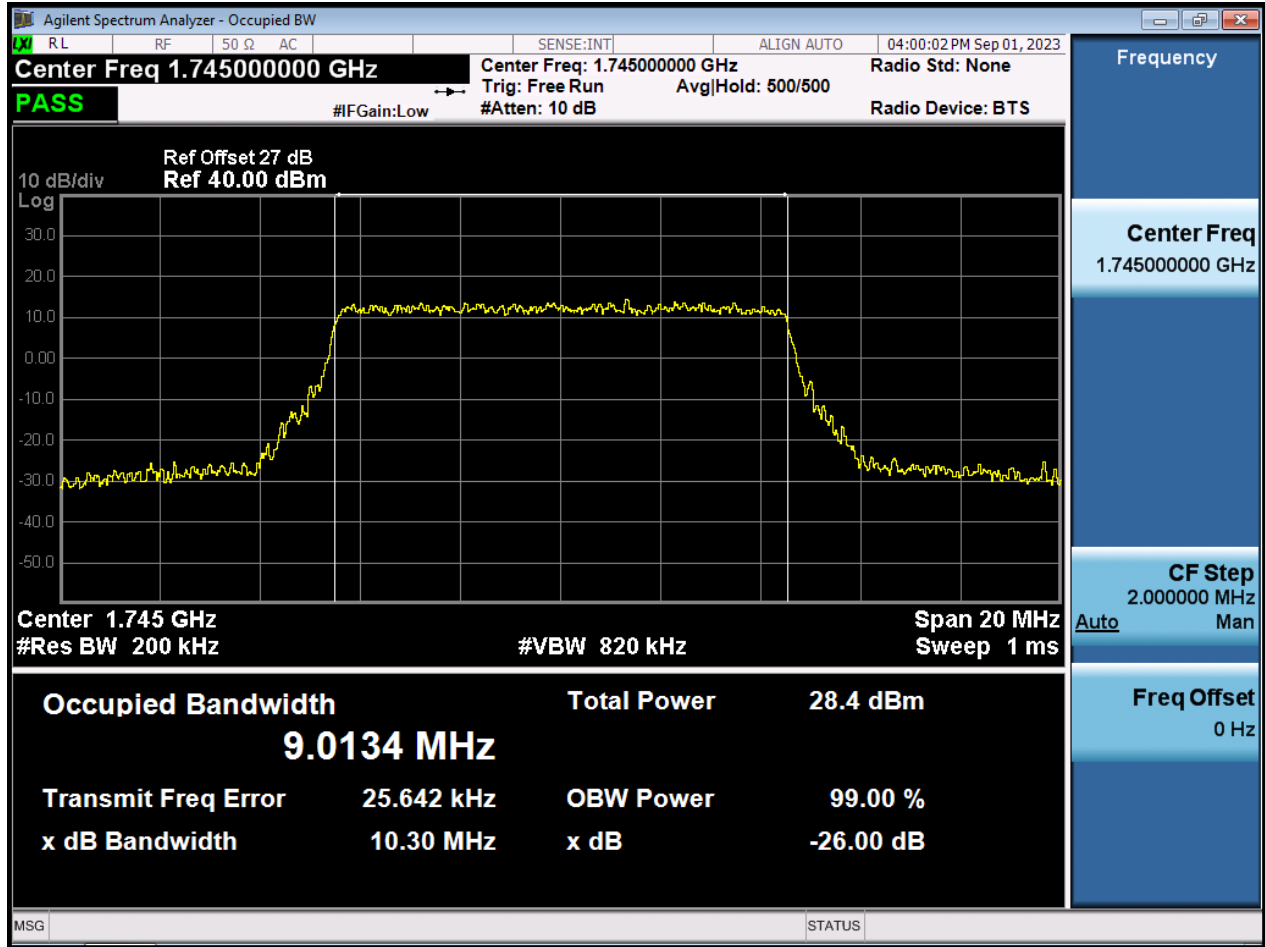 Agilent Spectrum Analyzer - Occupied BW
LXI RL RF 50 Ω AC SENSE:INT ALIGN AUTO 04:00:02 PM Sep 01, 2023
Center Freq 1.745000000 GHz
Center Freq: 1.745000000 GHz
Radio Std: None
Trig: Free Run Avg|Hold: 500/500
PASS
#IFGain:Low
#Atten: 10 dB
Radio Device: BTS
Ref Offset 27 dB
10 dB/div Ref 40.00 dBm
Log
30.0
20.0
10.0
0.00
-10.0
-20.0
-30.0
-40.0
-50.0
Center 1.745 GHz Span 20 MHz
#Res BW 200 kHz #VBW 820 kHz Sweep 1 ms
Occupied Bandwidth Total Power 28.4 dBm
9.0134 MHz
Transmit Freq Error 25.642 kHz OBW Power 99.00 %
x dB Bandwidth 10.30 MHz x dB -26.00 dB
MSG STATUS
Frequency
Center Freq
1.745000000 GHz
CF Step
2.000000 MHz
Auto Man
Freq Offset
0 Hz